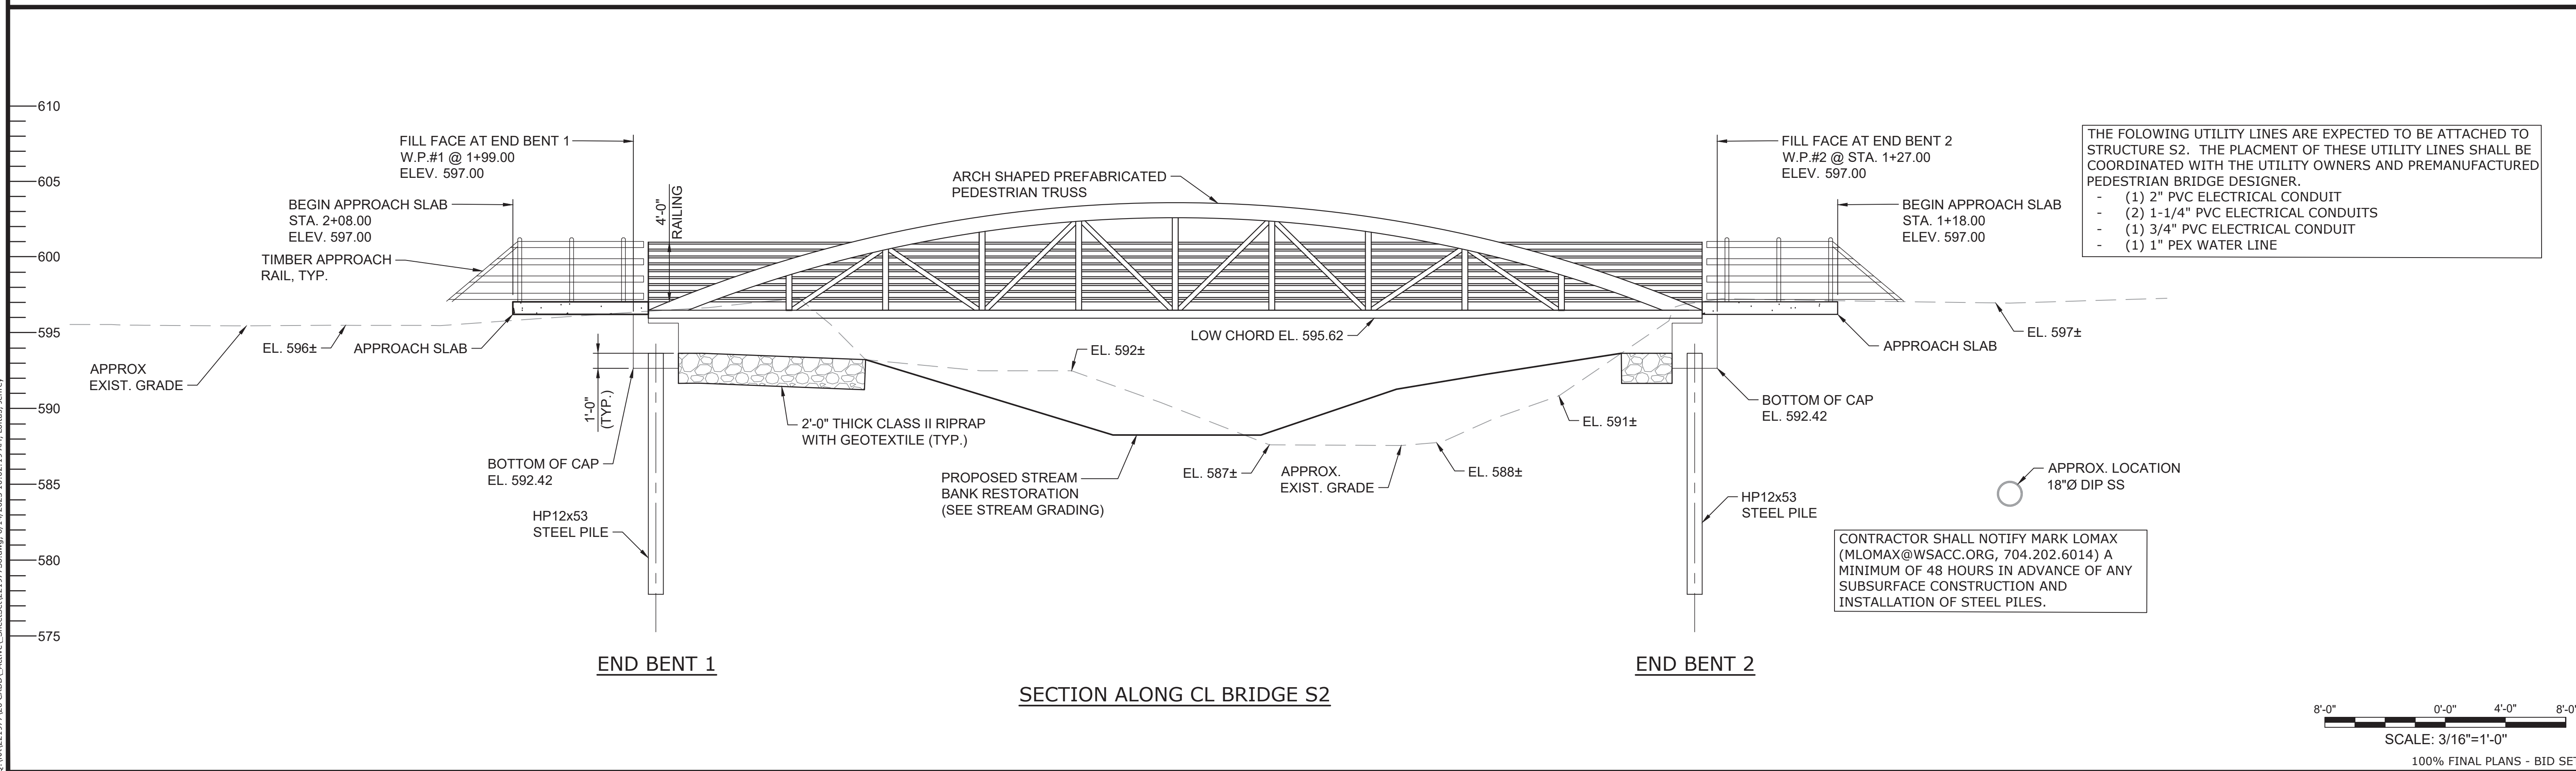 610
605
600
595
590
585
580
575
FILL FACE AT END BENT 1
W.P.#1 @ 1+99.00
ELEV. 597.00
BEGIN APPROACH SLAB
STA. 2+08.00
ELEV. 597.00
TIMBER APPROACH
RAIL, TYP.
EL. 596±
APPROACH SLAB
APPROX
EXIST. GRADE
4'-0"
RAILING
1'-0"
(TYP.)
BOTTOM OF CAP
EL. 592.42
HP12x53
STEEL PILE
2'-0" THICK CLASS II RIPRAP
WITH GEOTEXTILE (TYP.)
ARCH SHAPED PREFABRICATED
PEDESTRIAN TRUSS
LOW CHORD EL. 595.62
EL. 592±
PROPOSED STREAM
BANK RESTORATION
(SEE STREAM GRADING)
EL. 587±
APPROX.
EXIST. GRADE
EL. 588±
EL. 591±
FILL FACE AT END BENT 2
W.P.#2 @ STA. 1+27.00
ELEV. 597.00
BEGIN APPROACH SLAB
STA. 1+18.00
ELEV. 597.00
EL. 597±
APPROACH SLAB
BOTTOM OF CAP
EL. 592.42
HP12x53
STEEL PILE
THE FOLOWING UTILITY LINES ARE EXPECTED TO BE ATTACHED TO
STRUCTURE S2. THE PLACMENT OF THESE UTILITY LINES SHALL BE
COORDINATED WITH THE UTILITY OWNERS AND PREMANUFACTURED
PEDESTRIAN BRIDGE DESIGNER.
- (1) 2" PVC ELECTRICAL CONDUIT
- (2) 1-1/4" PVC ELECTRICAL CONDUITS
- (1) 3/4" PVC ELECTRICAL CONDUIT
- (1) 1" PEX WATER LINE
APPROX. LOCATION
18"Ø DIP SS
CONTRACTOR SHALL NOTIFY MARK LOMAX
(MLOMAX@WSACC.ORG, 704.202.6014) A
MINIMUM OF 48 HOURS IN ADVANCE OF ANY
SUBSURFACE CONSTRUCTION AND
INSTALLATION OF STEEL PILES.
END BENT 1
END BENT 2
SECTION ALONG CL BRIDGE S2
8'-0" 0'-0" 4'-0" 8'-0"
SCALE: 3/16"=1'-0"
100% FINAL PLANS - BID SET